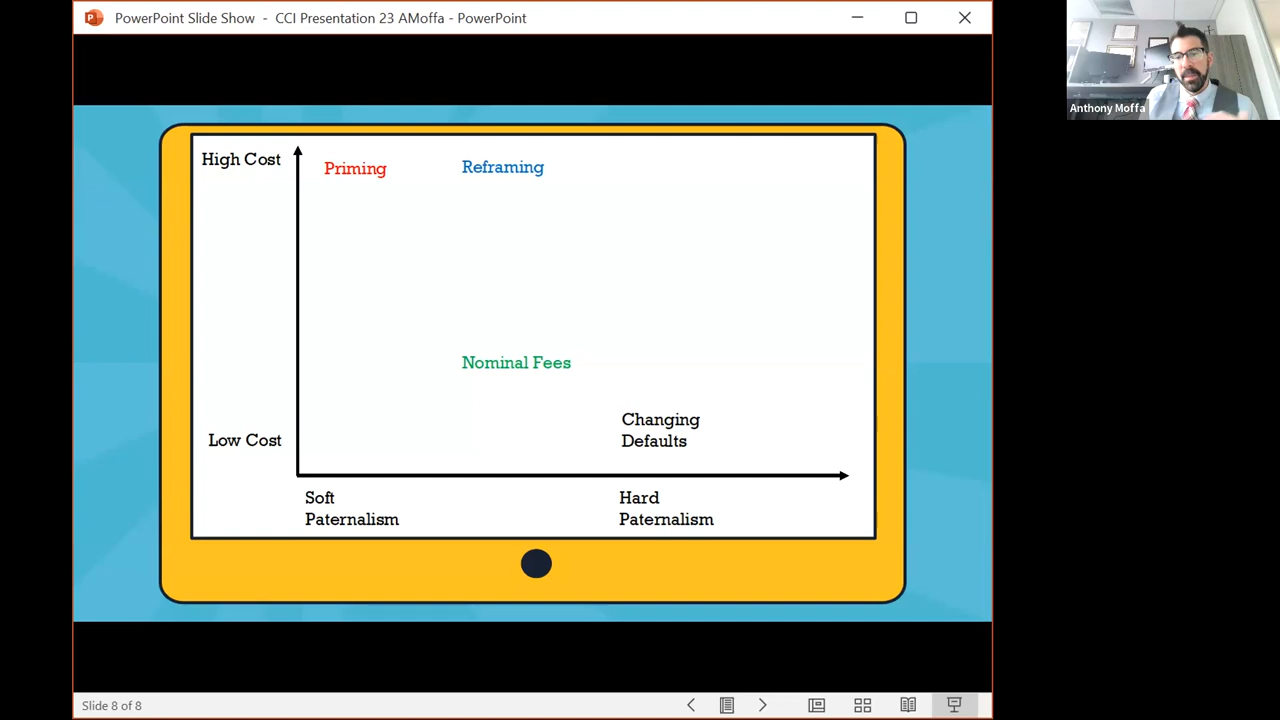 PowerPoint Slide Show - CCI Presentation 23 AMoffa - PowerPoint
Anthony Moffa
High Cost
Priming
Reframing
Nominal Fees
Changing
Defaults
Low Cost
Soft
Paternalism
Hard
Paternalism
Slide 8 of 8